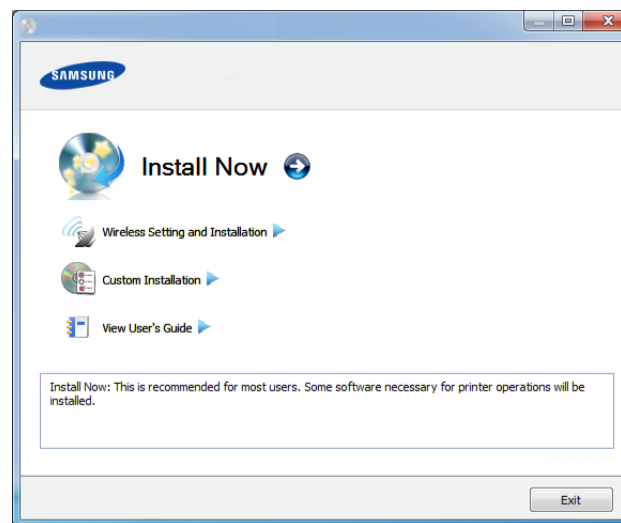 SAMSUNG
Install Now
Wireless Setting and Installation
Custom Installation
View User's Guide
Install Now: This is recommended for most users. Some software necessary for printer operations will be
installed.
Exit